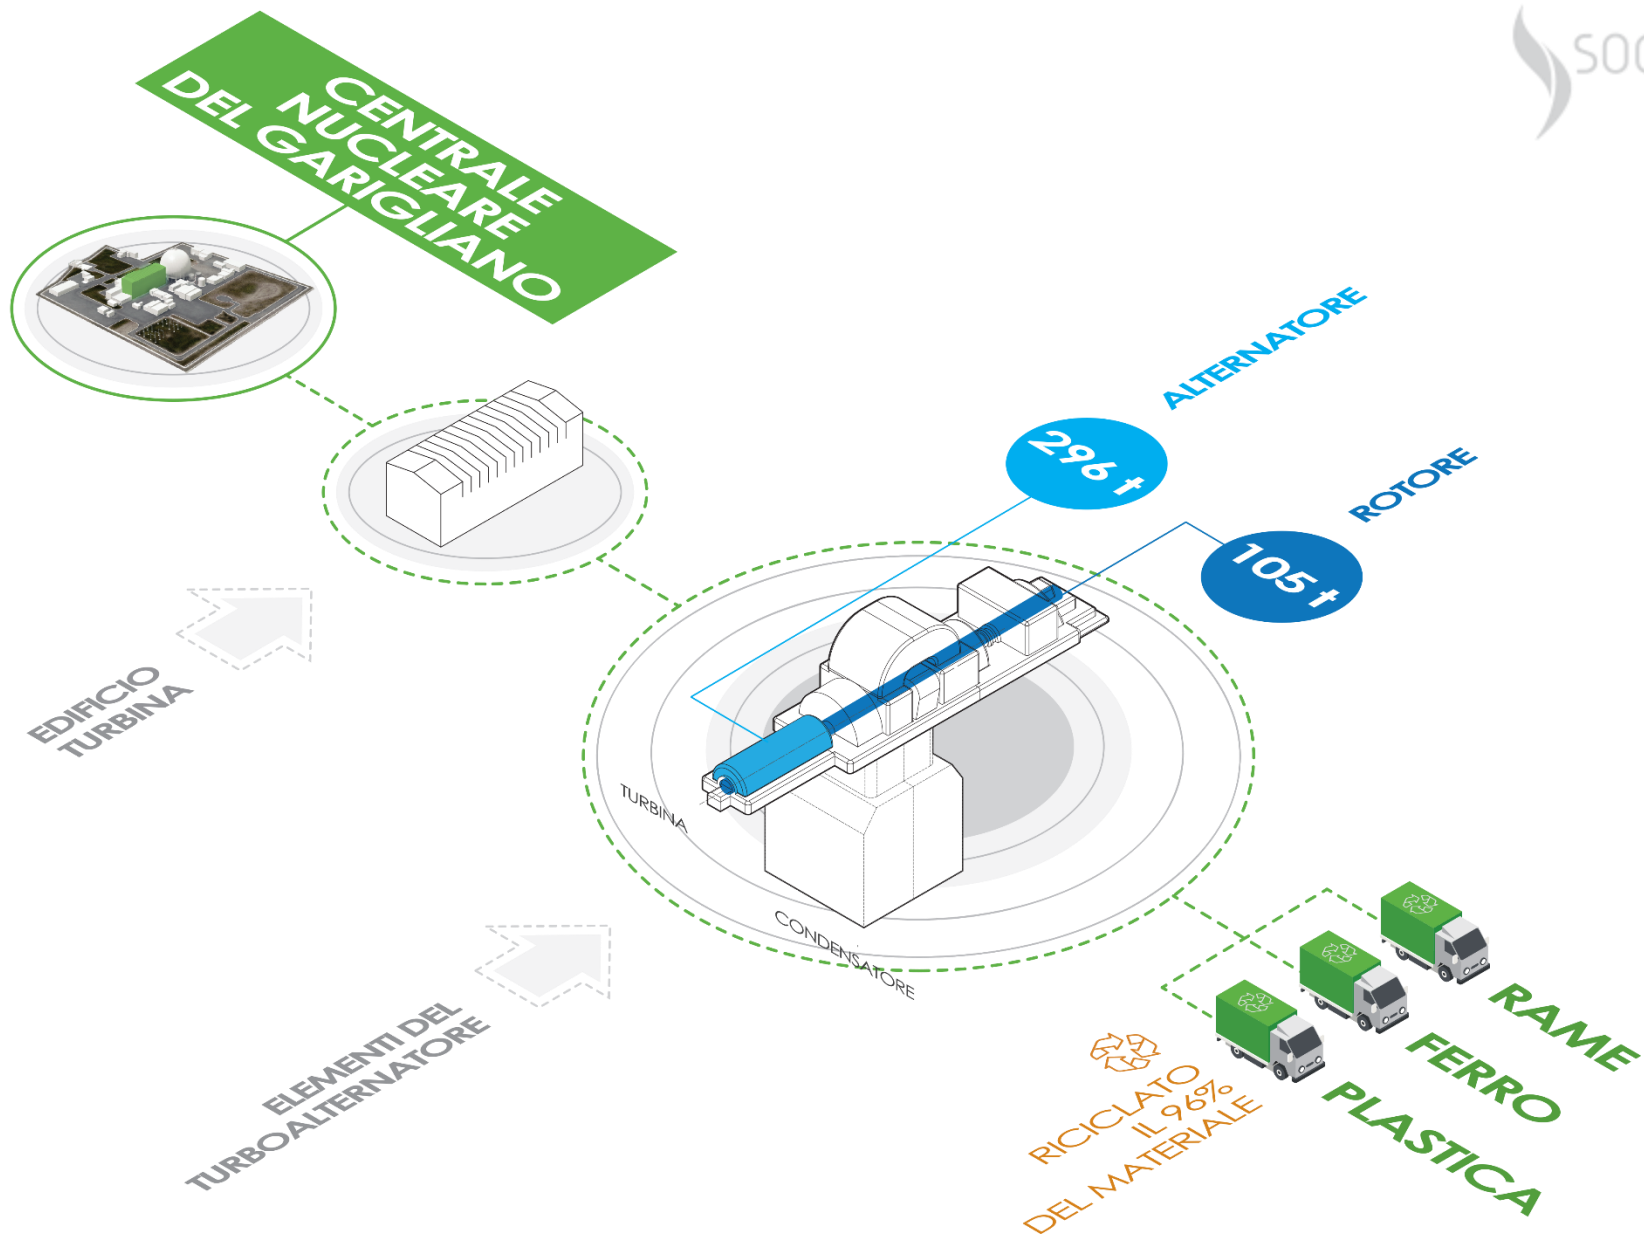 CENTRALE
NUCLEARE
DEL GARIGLIANO
ALTERNATORE
296 t
ROTORE
105 t
EDIFICIO
TURBINA
TURBINA
CONDENSATORE
ELEMENTI DEL
TURBOALTERNATORE
RAME
FERRO
PLASTICA
RICICLATO
IL 96%
DEL MATERIALE